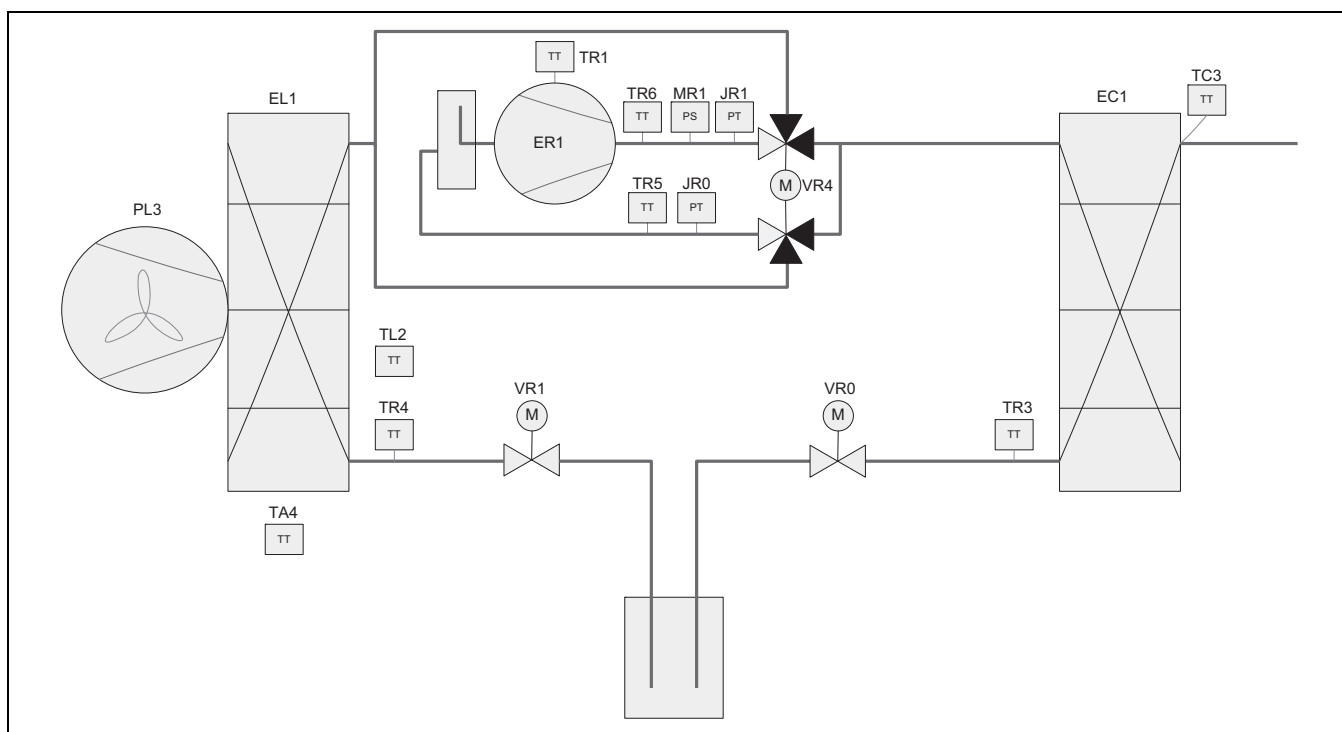 TT TR1
TC3
TT
EL1
TR6 MR1 JR1
TT PS PT
EC1
ER1
TR5 JR0
TT PT
M VR4
PL3
TL2
TT
VR1
M
VR0
M
TR4
TT
TR3
TT
TA4
TT